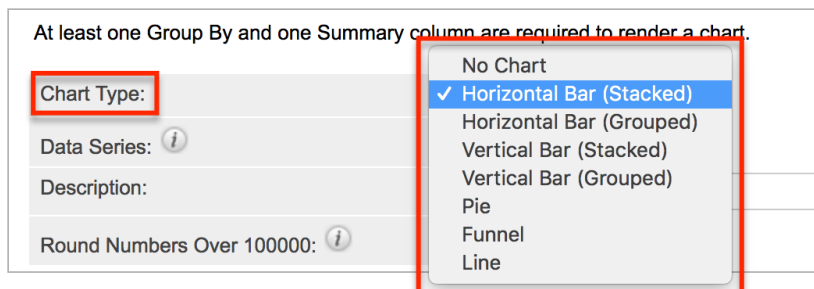 At least one Group By and one Summary column are required to render a chart.
Chart Type:
No Chart
✓ Horizontal Bar (Stacked)
Horizontal Bar (Grouped)
Vertical Bar (Stacked)
Vertical Bar (Grouped)
Pie
Funnel
Line
Data Series: i
Description:
Round Numbers Over 100000: i